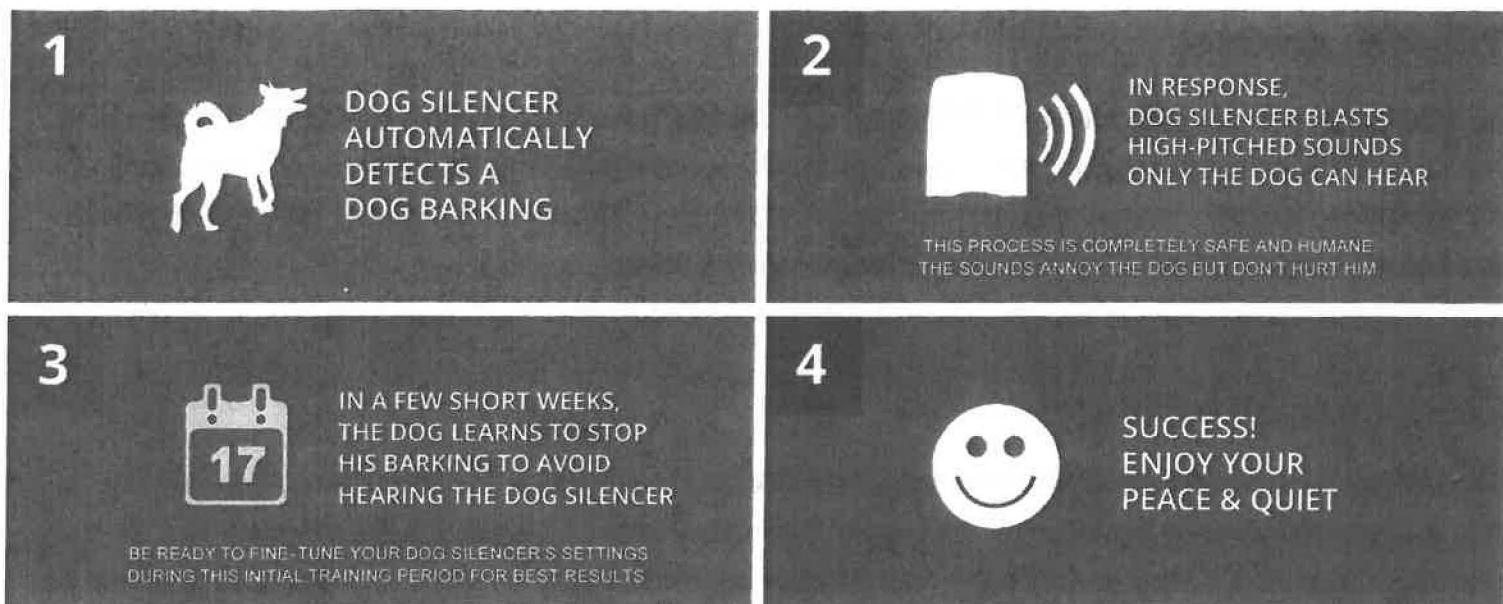 1
DOG SILENCER
AUTOMATICALLY
DETECTS A
DOG BARKING
2
IN RESPONSE,
DOG SILENCER BLASTS
HIGH-PITCHED SOUNDS
ONLY THE DOG CAN HEAR
THIS PROCESS IS COMPLETELY SAFE AND HUMANE
THE SOUNDS ANNOY THE DOG BUT DON'T HURT HIM
3
17
IN A FEW SHORT WEEKS,
THE DOG LEARNS TO STOP
HIS BARKING TO AVOID
HEARING THE DOG SILENCER
BE READY TO FINE-TUNE YOUR DOG SILENCER'S SETTINGS
DURING THIS INITIAL TRAINING PERIOD FOR BEST RESULTS
4
SUCCESS!
ENJOY YOUR
PEACE & QUIET